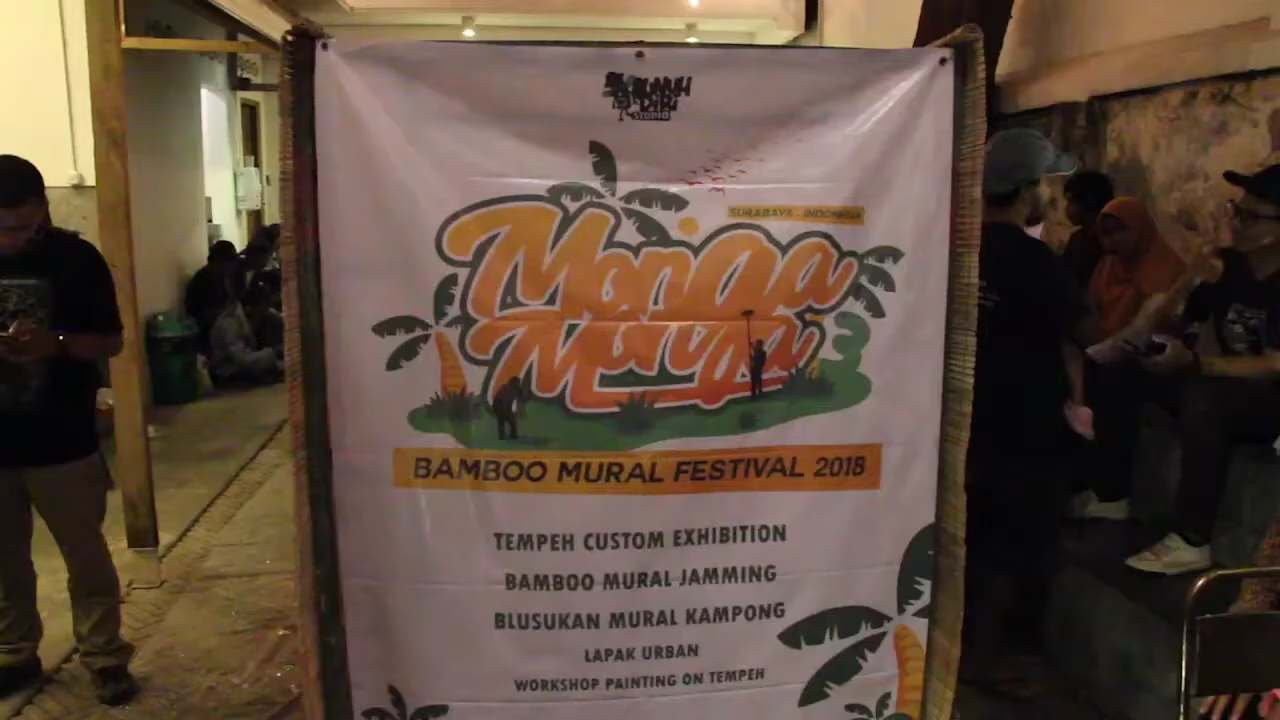 STUDIO
SURABAYA - INDONESIA
Monga
Monga
BAMBOO MURAL FESTIVAL 2018
TEMPEH CUSTOM EXHIBITION
BAMBOO MURAL JAMMING
BLUSUKAN MURAL KAMPONG
LAPAK URBAN
WORKSHOP PAINTING ON TEMPEH